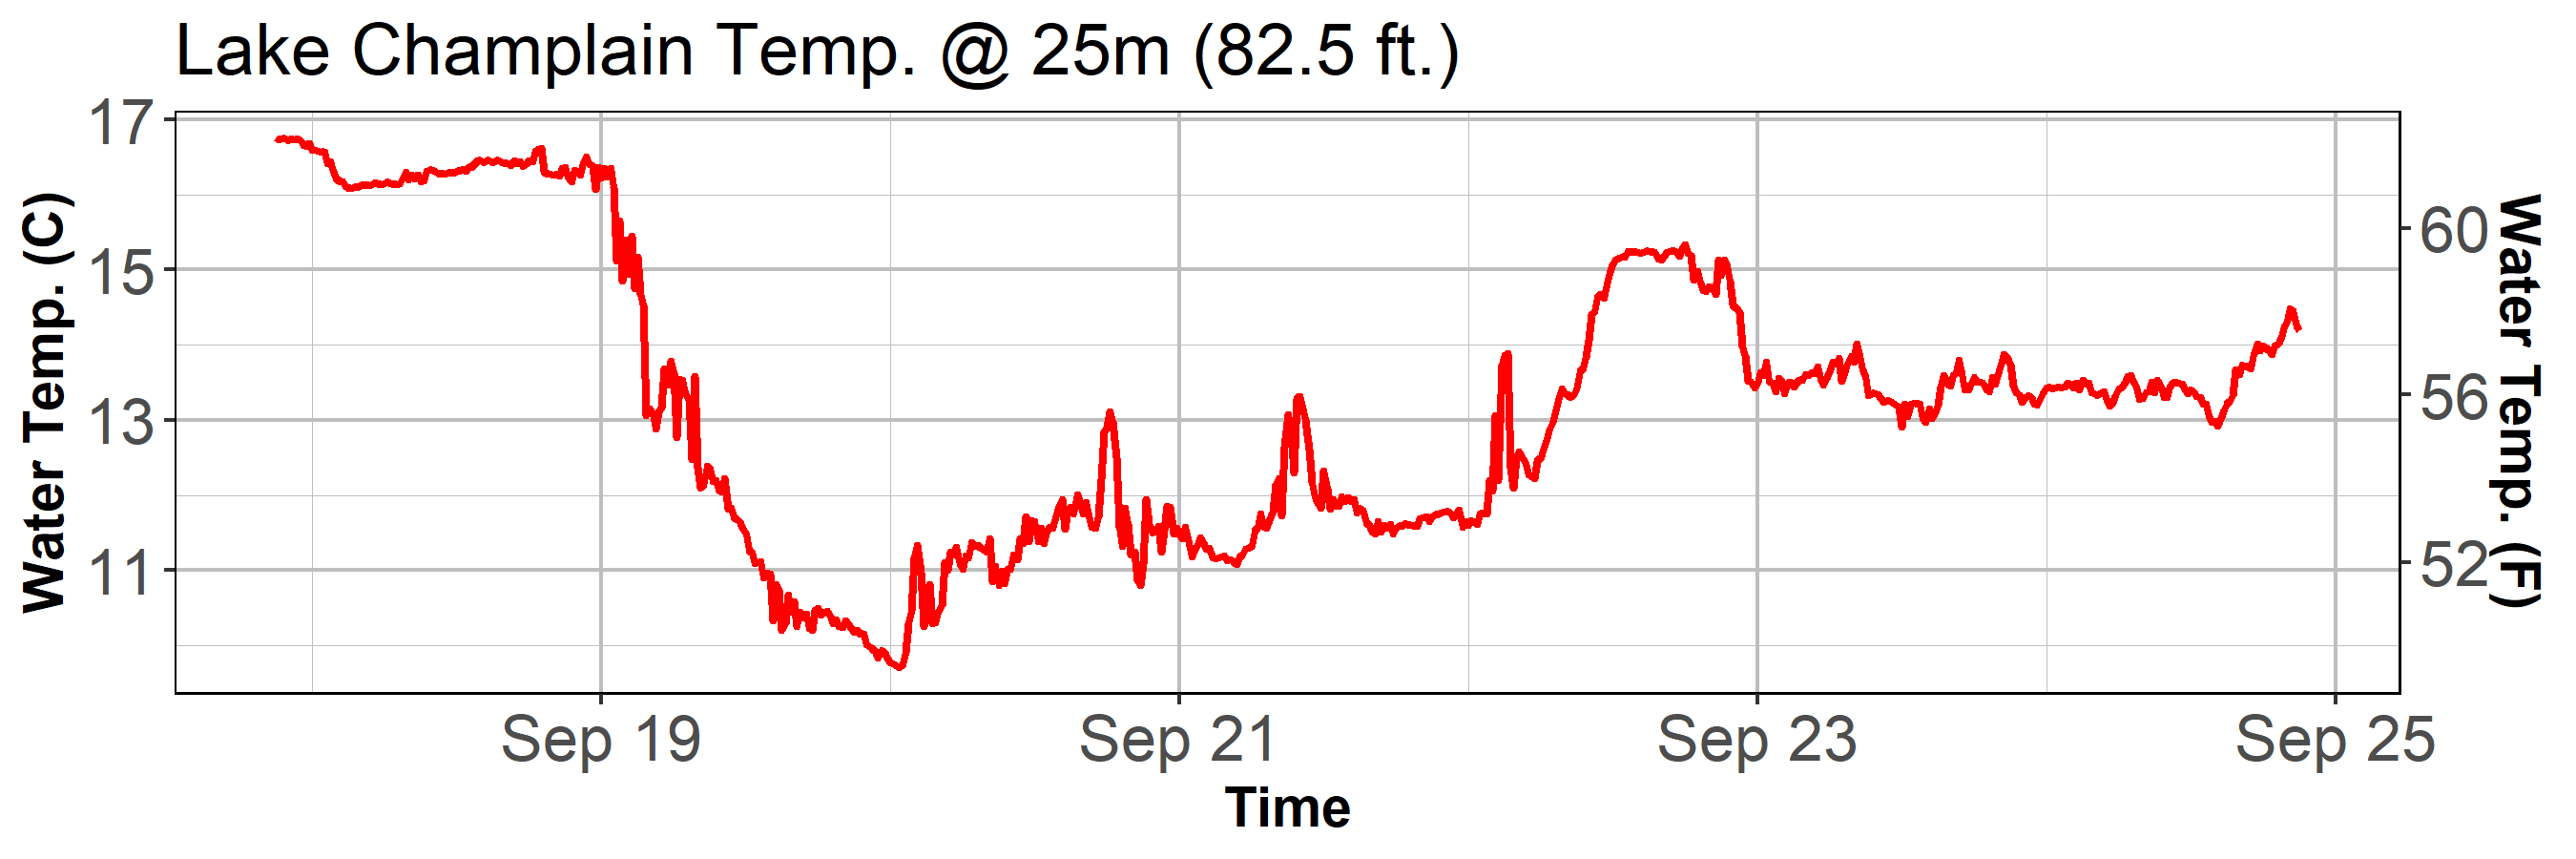 Lake Champlain Temp. @ 25m (82.5 ft.)
17
15
13
11
Water Temp. (C)
60
56
52
Water Temp. (F)
Sep 19
Sep 21
Sep 23
Sep 25
Time